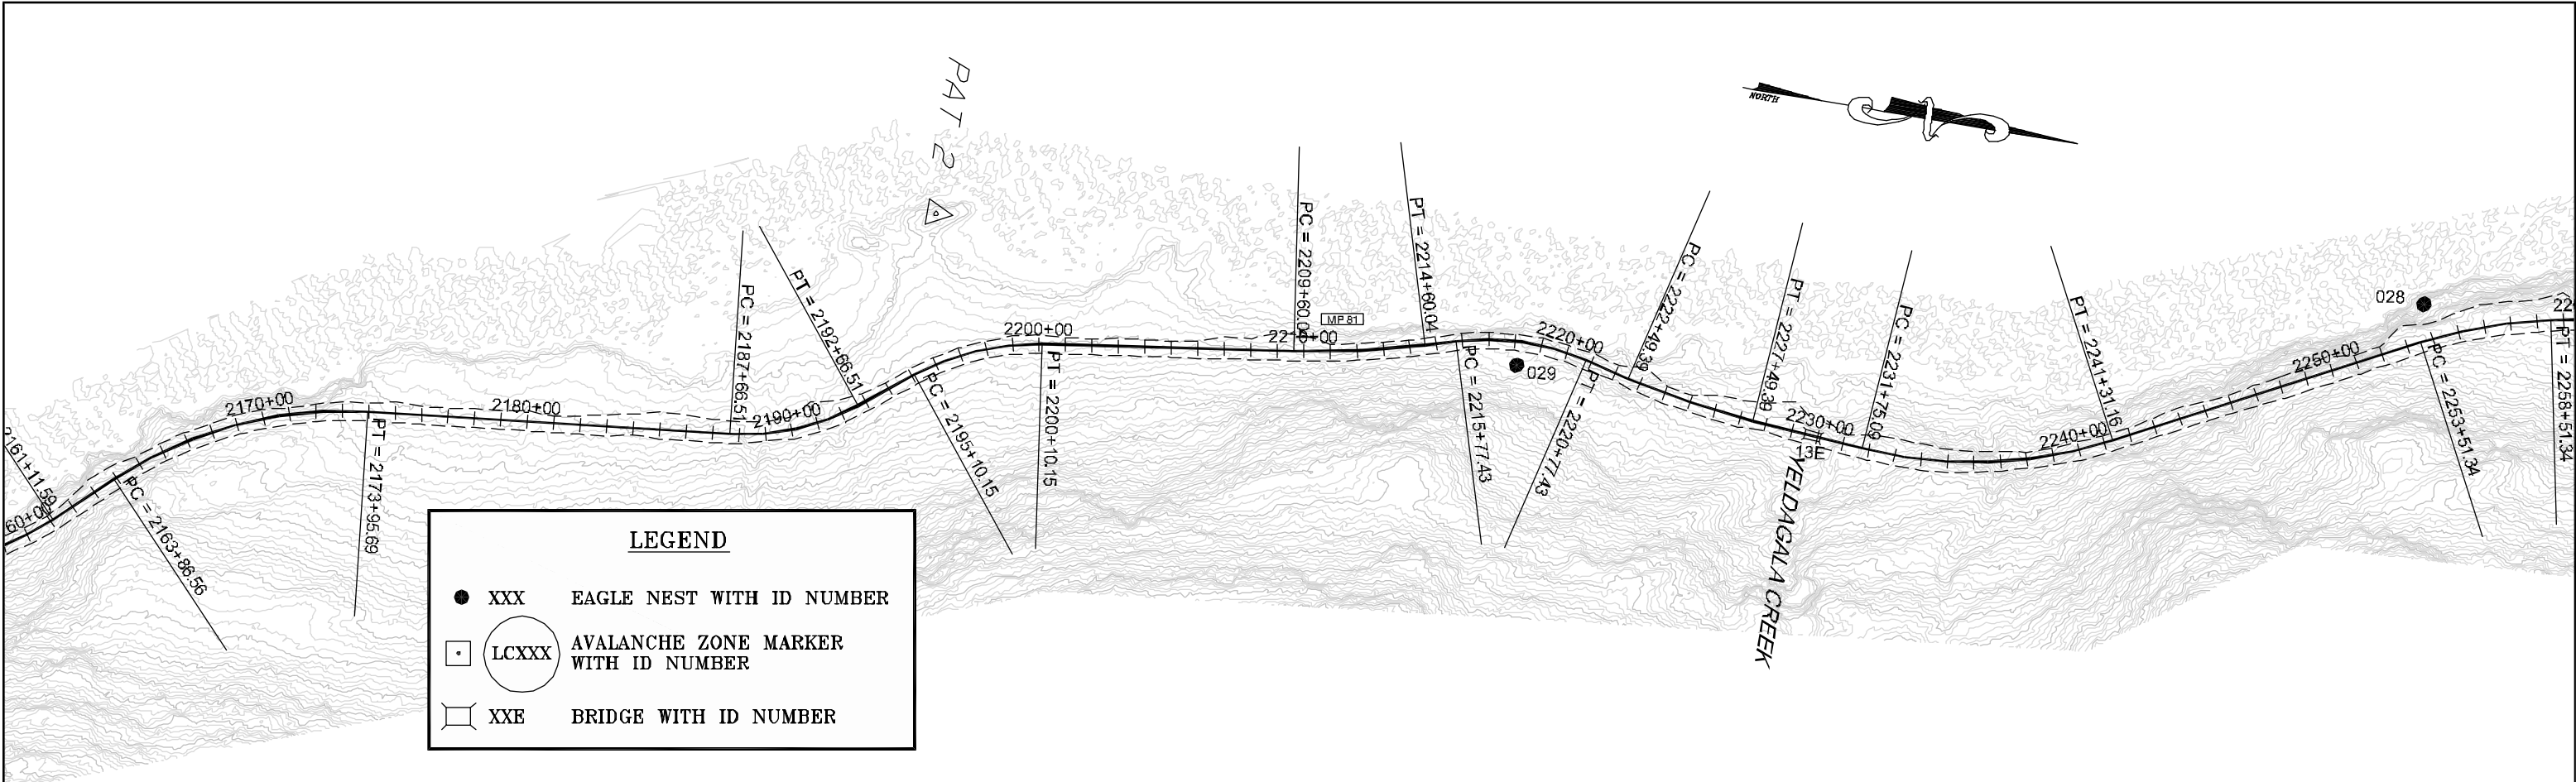 PAT 2
NORTH
2161+11.59
60+00
PC = 2163+86.56
2170+00
PT = 2173+95.69
2180+00
PC = 2187+66.51
2190+00
PT = 2192+66.51
PC = 2195+10.15
2200+00
PT = 2200+10.15
PC = 2209+60.04
2210+00
MP 81
PT = 2214+60.04
PC = 2215+77.43
029
2220+00
PT = 2220+77.43
PC = 2222+49.39
PT = 2227+49.39
2230+00
13E
YELDAGALA CREEK
PC = 2231+75.09
2240+00
PT = 2241+31.16
2250+00
028
PC = 2253+51.34
22
PT = 2258+51.34
LEGEND
XXX EAGLE NEST WITH ID NUMBER
LCXXX AVALANCHE ZONE MARKER
WITH ID NUMBER
XXE BRIDGE WITH ID NUMBER